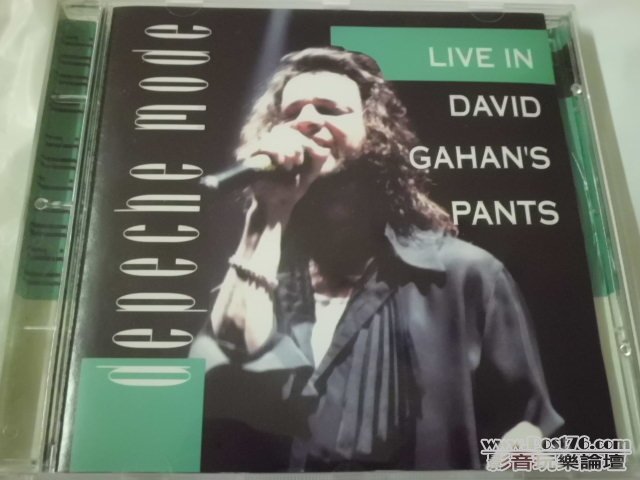 depeche mode
LIVE IN
DAVID
GAHAN'S
PANTS
www.Post76.com
影音玩樂論壇